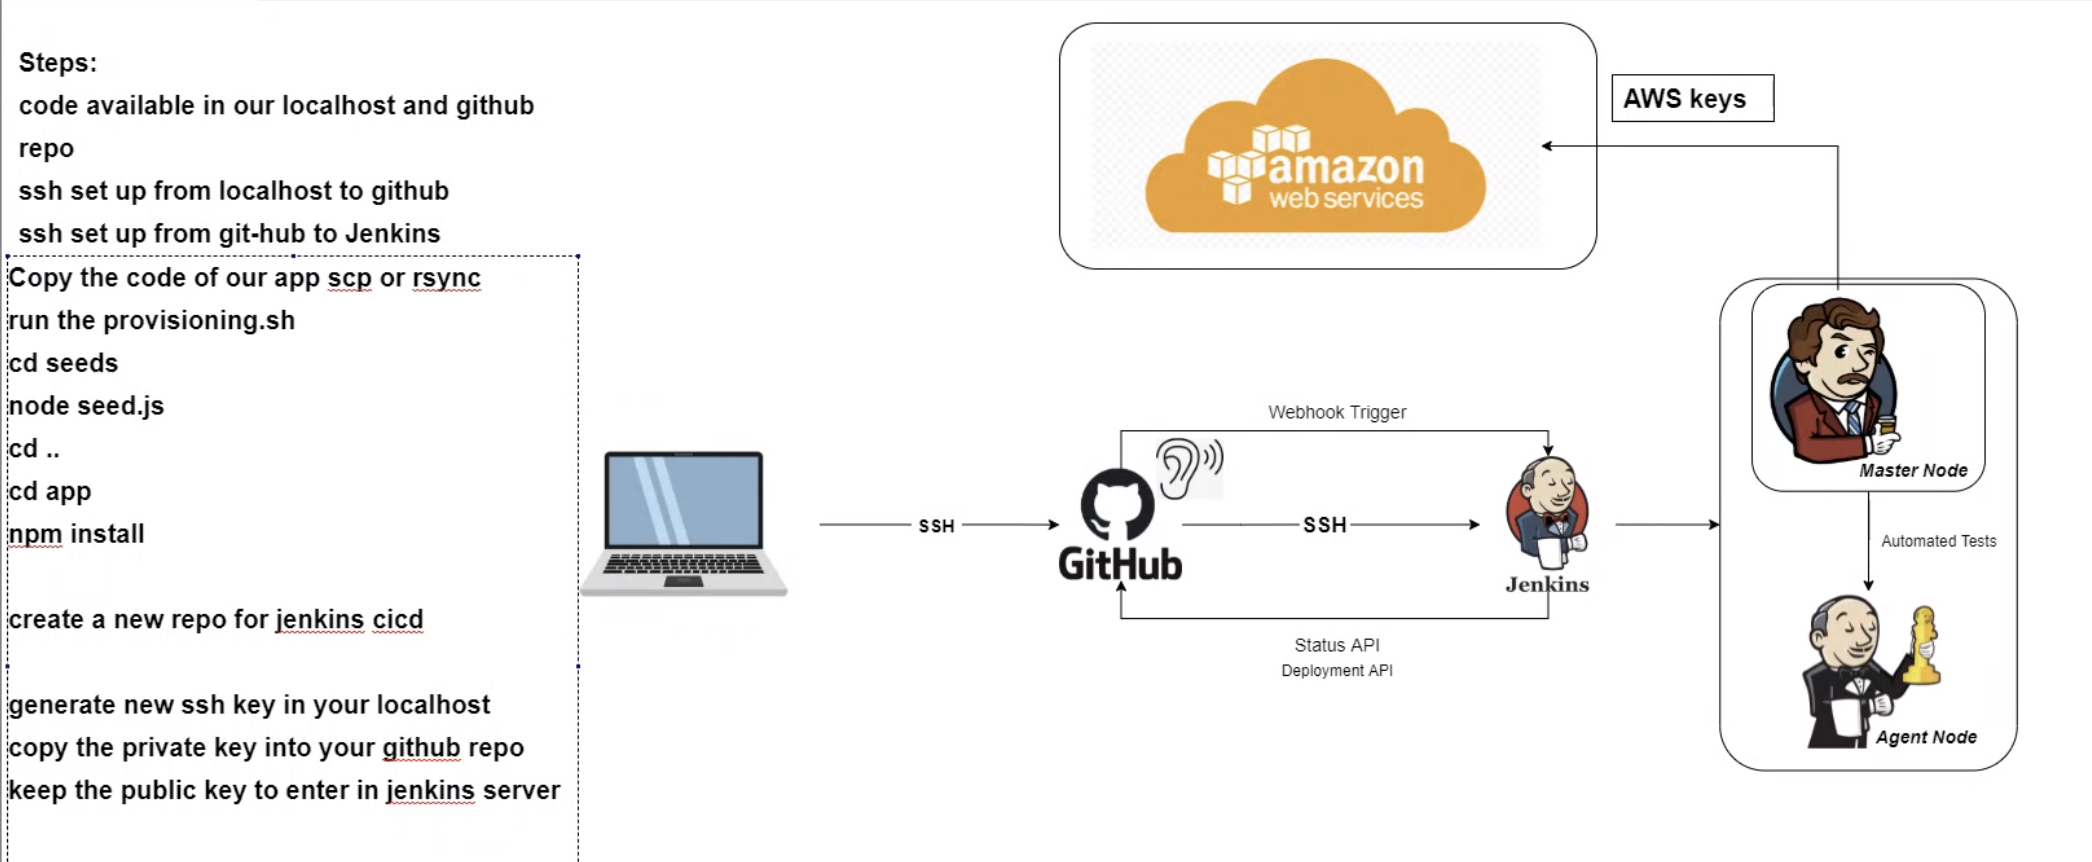 Steps:
code available in our localhost and github
repo
ssh set up from localhost to github
ssh set up from git-hub to Jenkins
Copy the code of our app scp or rsync
run the provisioning.sh
cd seeds
node seed.js
cd ..
cd app
npm install
create a new repo for jenkins cicd
generate new ssh key in your localhost
copy the private key into your github repo
keep the public key to enter in jenkins server
amazon
web services
AWS keys
SSH
Webhook Trigger
GitHub
SSH
Jenkins
Status API
Deployment API
Master Node
Automated Tests
Agent Node